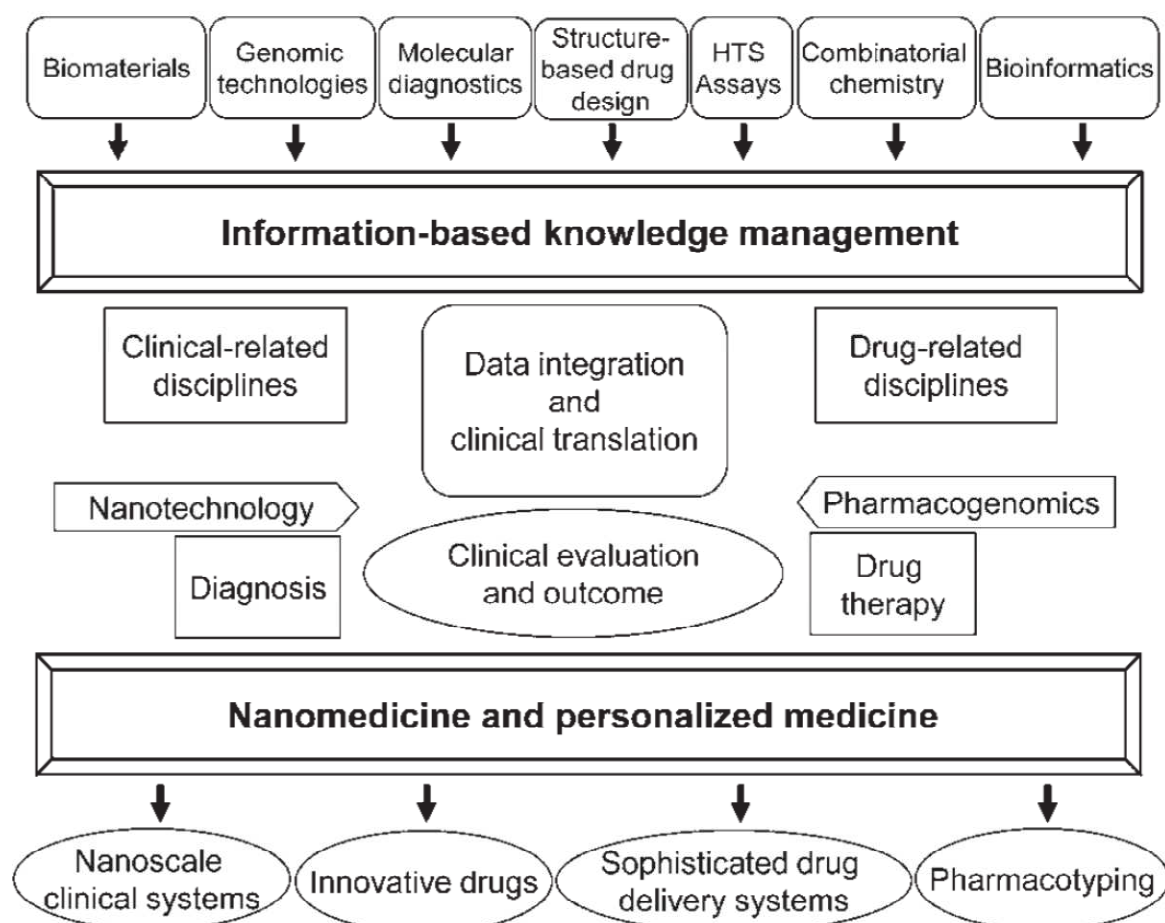 Biomaterials
Genomic
technologies
Molecular
diagnostics
Structure-
based drug
design
HTS
Assays
Combinatorial
chemistry
Bioinformatics
Information-based knowledge management
Clinical-related
disciplines
Data integration
and
clinical translation
Drug-related
disciplines
Nanotechnology
Pharmacogenomics
Diagnosis
Clinical evaluation
and outcome
Drug
therapy
Nanomedicine and personalized medicine
Nanoscale
clinical systems
Innovative drugs
Sophisticated drug
delivery systems
Pharmacotyping